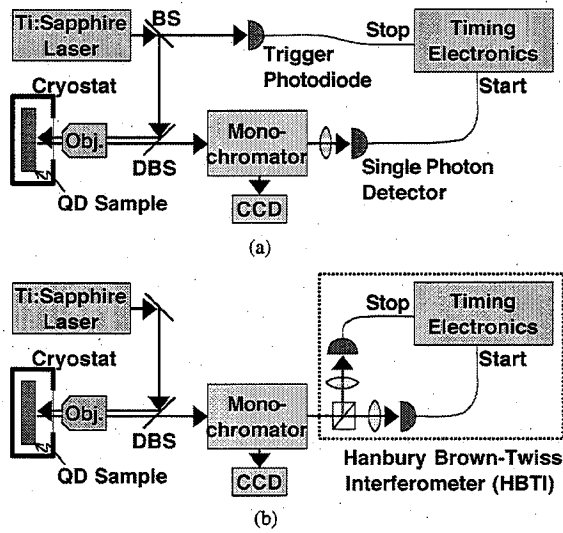 Ti:Sapphire
Laser
BS
Trigger
Photodiode
Stop
Timing
Electronics
Start
Cryostat
Obj.
DBS
QD Sample
Mono-
chromator
CCD
Single Photon
Detector
(a)
Ti:Sapphire
Laser
Stop
Timing
Electronics
Start
Cryostat
Obj.
DBS
QD Sample
Mono-
chromator
CCD
Hanbury Brown-Twiss
Interferometer (HBTI)
(b)